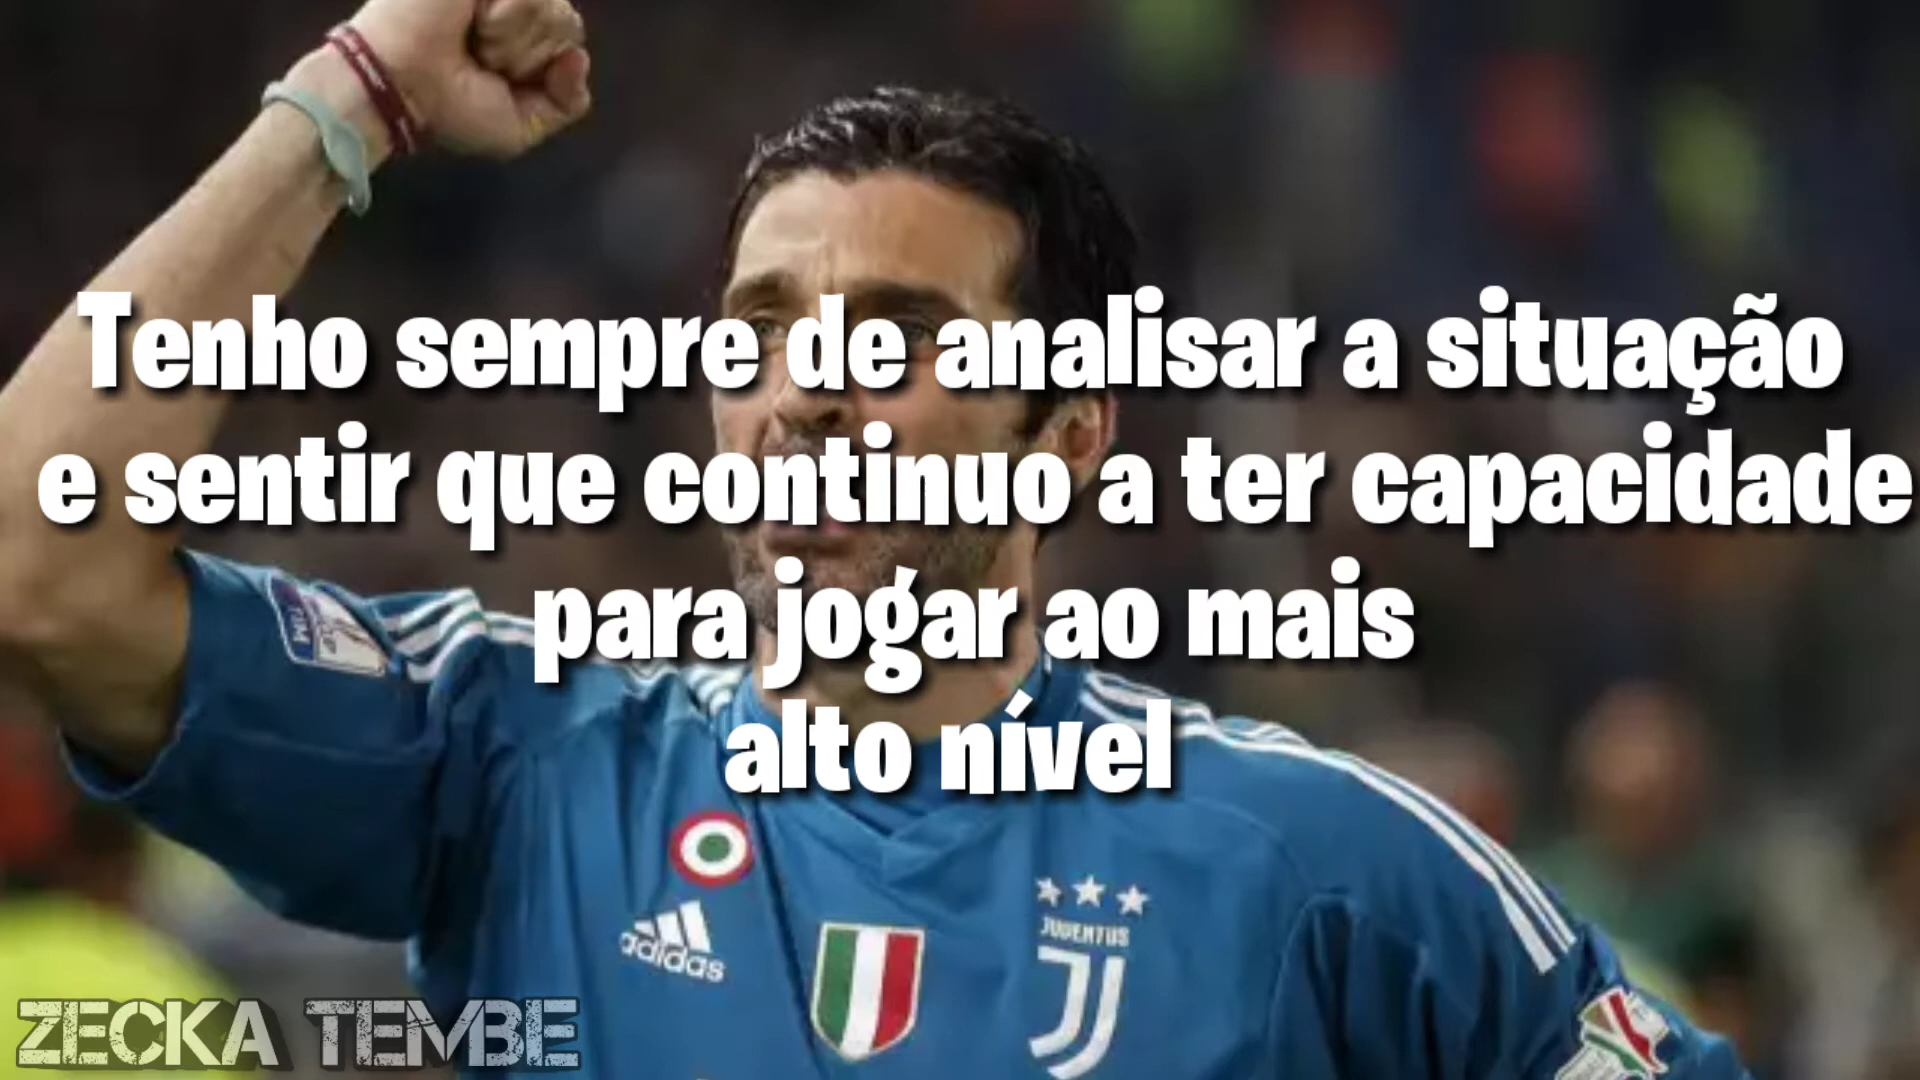 Tenho sempre de analisar a situação
e sentir que continuo a ter capacidade
para jogar ao mais
alto nível
TIM
adidas
JUVENTUS
ZECKA TEMBE